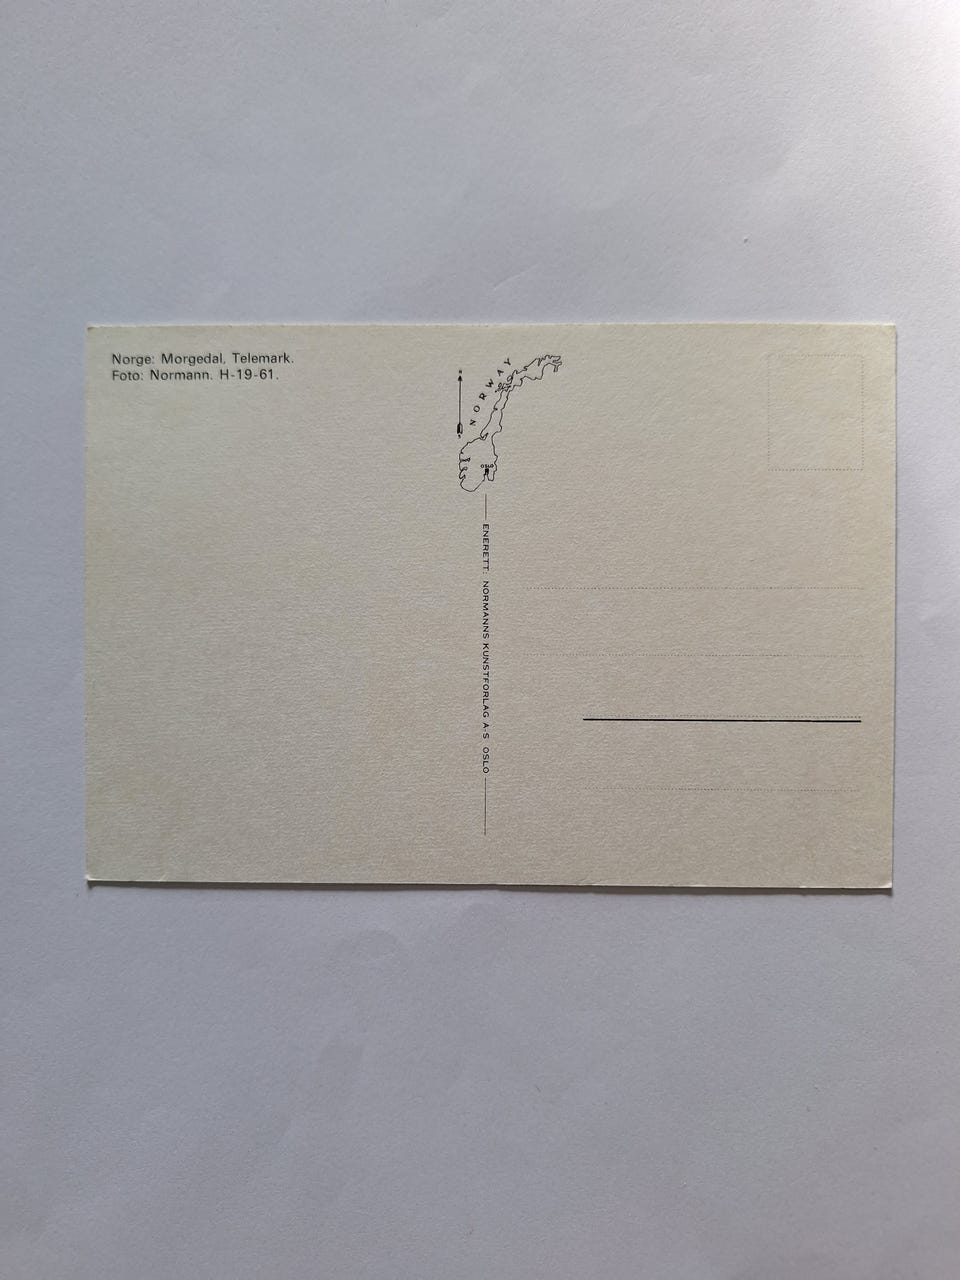 Norge: Morgedal, Telemark.
Foto: Normann. H-19-61.
NORWAY
OSLO
ENERETT: NORMANNS KUNSTFORLAG A-S OSLO